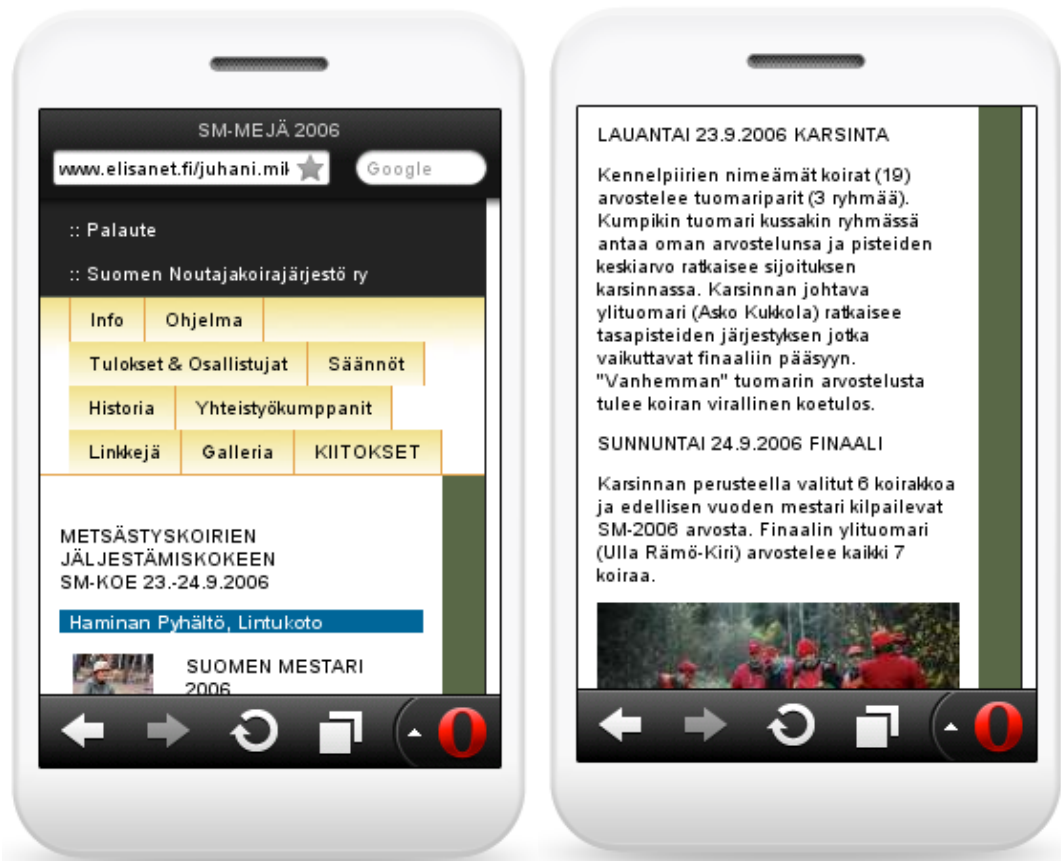 SM-MEJÄ 2006
www.elisanet.fi/juhani.mik
Google
:: Palaute
:: Suomen Noutajakoirajärjestö ry
Info Ohjelma
Tulokset & Osallistujat Säännöt
Historia Yhteistyökumppanit
Linkkejä Galleria KIITOKSET
METSÄSTYSKOIRIEN
JÄLJESTÄMISKOKEEN
SM-KOE 23.-24.9.2006
Haminan Pyhältö, Lintukoto
SUOMEN MESTARI
2006
LAUANTAI 23.9.2006 KARSINTA
Kennelpiirien nimeämät koirat (19)
arvostelee tuomariparit (3 ryhmää).
Kumpikin tuomari kussakin ryhmässä
antaa oman arvostelunsa ja pisteiden
keskiarvo ratkaisee sijoituksen
karsinnassa. Karsinnan johtava
ylituomari (Asko Kukkola) ratkaisee
tasapisteiden järjestyksen jotka
vaikuttavat finaaliin pääsyyn.
"Vanhemman" tuomarin arvostelusta
tulee koiran virallinen koetulos.
SUNNUNTAI 24.9.2006 FINAALI
Karsinnan perusteella valitut 6 koirakkoa
ja edellisen vuoden mestari kilpailevat
SM-2006 arvosta. Finaalin ylituomari
(Ulla Rämö-Kiri) arvostelee kaikki 7
koiraa.